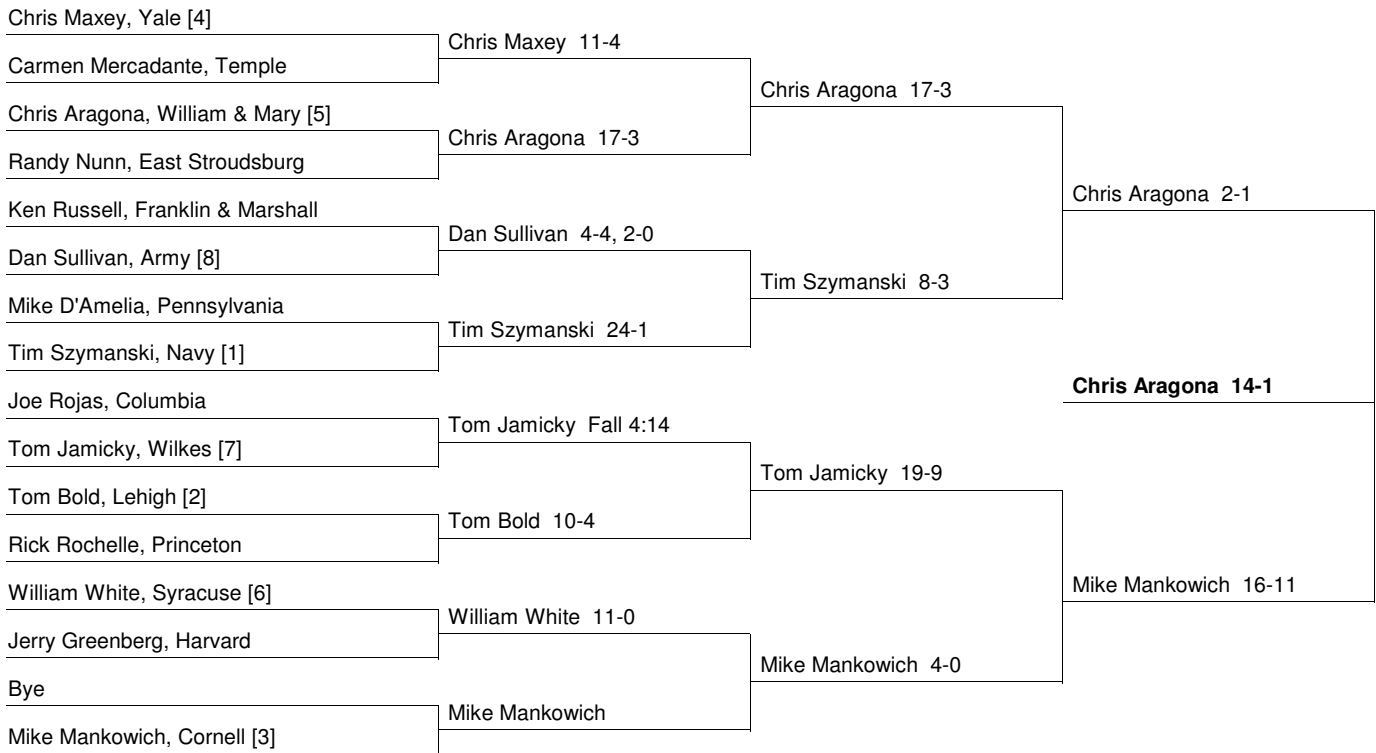 Chris Maxey, Yale [4]
Chris Maxey 11-4
Carmen Mercadante, Temple
Chris Aragona 17-3
Chris Aragona, William & Mary [5]
Chris Aragona 17-3
Randy Nunn, East Stroudsburg
Chris Aragona 2-1
Ken Russell, Franklin & Marshall
Dan Sullivan 4-4, 2-0
Dan Sullivan, Army [8]
Tim Szymanski 8-3
Mike D'Amelia, Pennsylvania
Tim Szymanski 24-1
Tim Szymanski, Navy [1]
Chris Aragona 14-1
Joe Rojas, Columbia
Tom Jamicky Fall 4:14
Tom Jamicky, Wilkes [7]
Tom Jamicky 19-9
Tom Bold, Lehigh [2]
Tom Bold 10-4
Rick Rochelle, Princeton
Mike Mankowich 16-11
William White, Syracuse [6]
William White 11-0
Jerry Greenberg, Harvard
Mike Mankowich 4-0
Bye
Mike Mankowich
Mike Mankowich, Cornell [3]